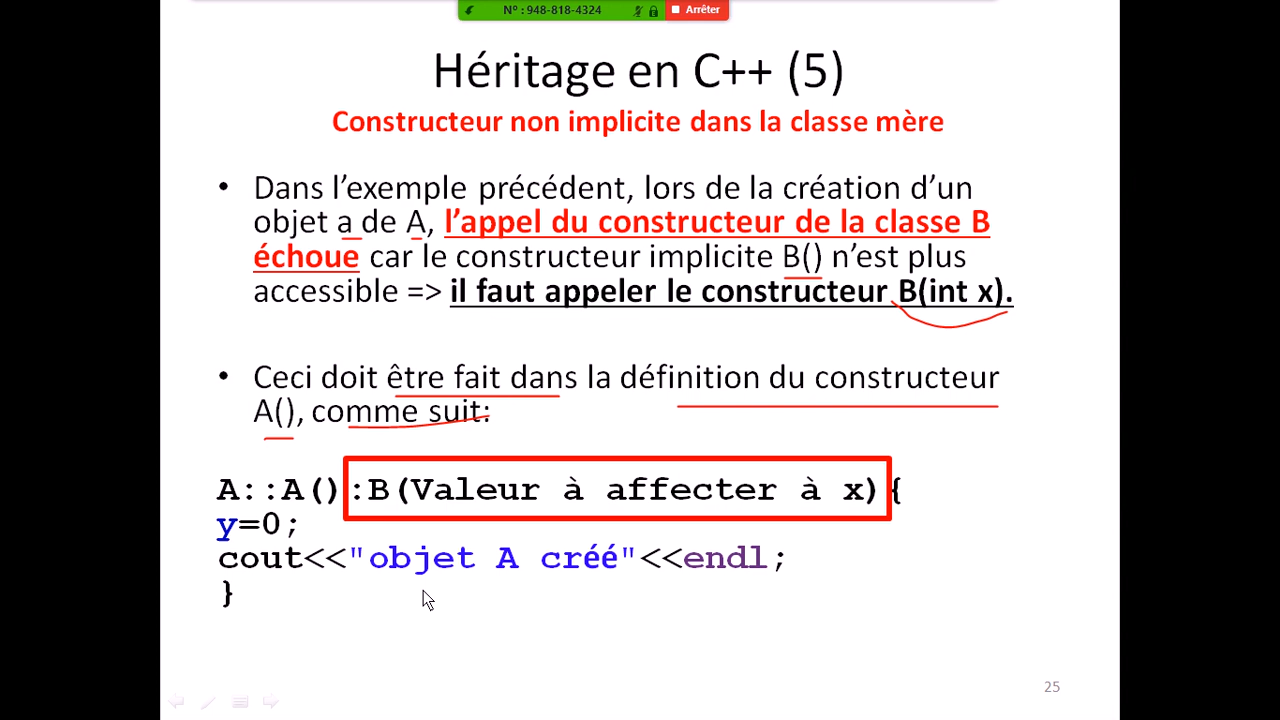 N° : 948-818-4324 Arrêter
Héritage en C++ (5)
Constructeur non implicite dans la classe mère
• Dans l’exemple précédent, lors de la création d’un
objet a de A, l’appel du constructeur de la classe B
échoue car le constructeur implicite B() n’est plus
accessible => il faut appeler le constructeur B(int x).
• Ceci doit être fait dans la définition du constructeur
A(), comme suit:
A::A():B(Valeur à affecter à x){
y=0;
cout<<"objet A créé"<<endl;
}
25